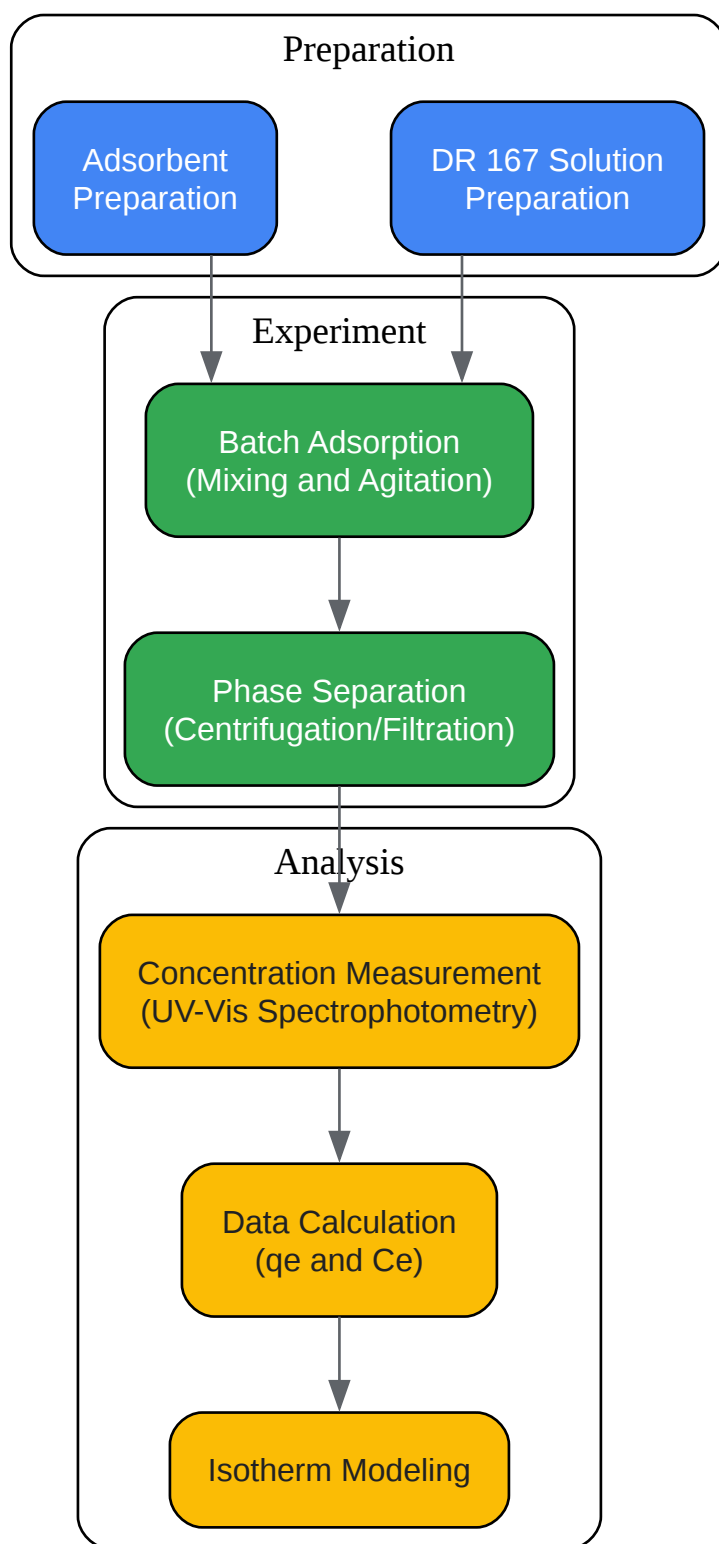 Preparation
Adsorbent
Preparation
DR 167 Solution
Preparation
Experiment
Batch Adsorption
(Mixing and Agitation)
Phase Separation
(Centrifugation/Filtration)
Analysis
Concentration Measurement
(UV-Vis Spectrophotometry)
Data Calculation
(qe and Ce)
Isotherm Modeling